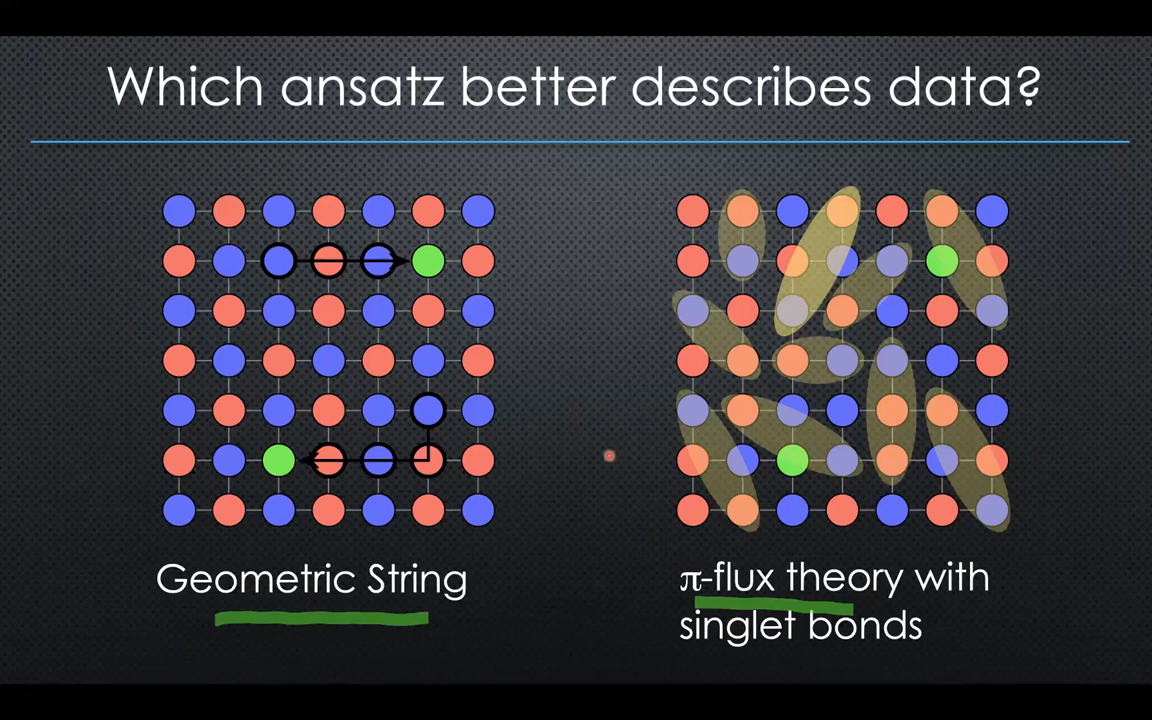 Which ansatz better describes data?
Geometric String
π-flux theory with
singlet bonds